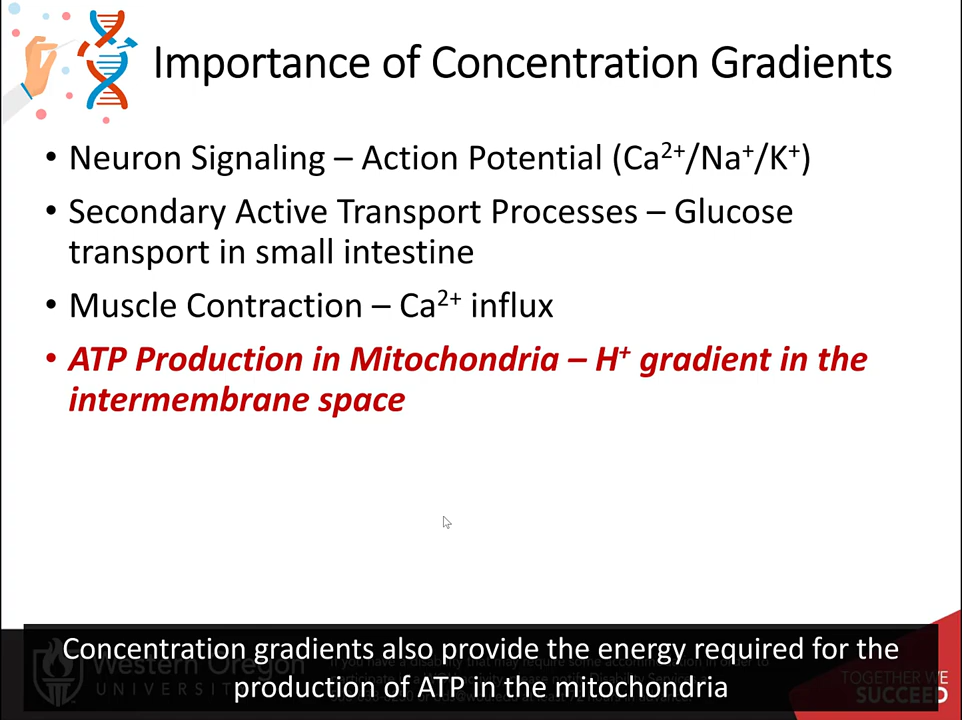 Importance of Concentration Gradients
• Neuron Signaling – Action Potential (Ca²⁺/Na⁺/K⁺)
• Secondary Active Transport Processes – Glucose
transport in small intestine
• Muscle Contraction – Ca²⁺ influx
• ATP Production in Mitochondria – H⁺ gradient in the
intermembrane space
Concentration gradients also provide the energy required for the
production of ATP in the mitochondria
Western Oregon
UNIVERSITY
TOGETHER WE
SUCCEED